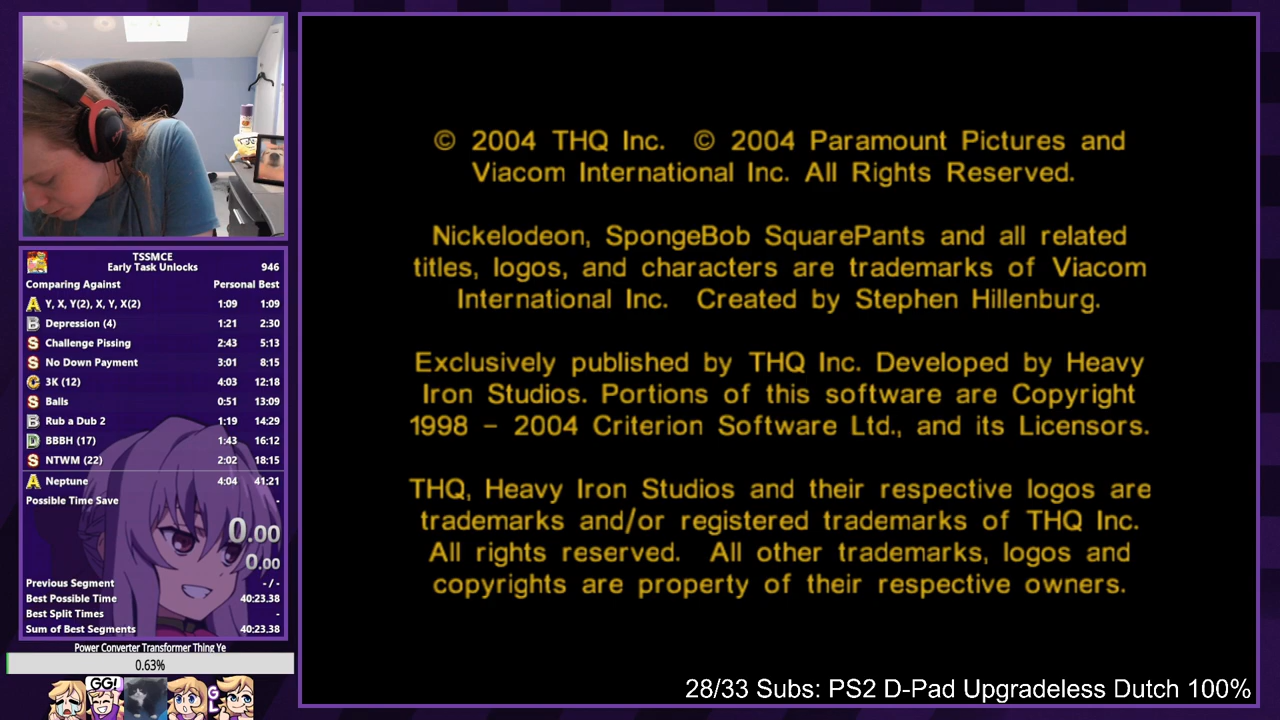 TSSMCE
Early Task Unlocks 946
Comparing Against Personal Best
A Y, X, Y(2), X, Y, X(2) 1:09 1:09
B Depression (4) 1:21 2:30
S Challenge Pissing 2:43 5:13
S No Down Payment 3:01 8:15
C 3K (12) 4:03 12:18
S Balls 0:51 13:09
B Rub a Dub 2 1:19 14:29
D BBBH (17) 1:43 16:12
S NTWM (22) 2:02 18:15
A Neptune 4:04 41:21
Possible Time Save -
0.00
0.00
Previous Segment - / -
Best Possible Time 40:23.38
Best Split Times -
Sum of Best Segments 40:23.38
Power Converter Transformer Thing Ye
0.63%
GG!
GL
© 2004 THQ Inc. © 2004 Paramount Pictures and
Viacom International Inc. All Rights Reserved.
Nickelodeon, SpongeBob SquarePants and all related
titles, logos, and characters are trademarks of Viacom
International Inc. Created by Stephen Hillenburg.
Exclusively published by THQ Inc. Developed by Heavy
Iron Studios. Portions of this software are Copyright
1998 – 2004 Criterion Software Ltd., and its Licensors.
THQ, Heavy Iron Studios and their respective logos are
trademarks and/or registered trademarks of THQ Inc.
All rights reserved. All other trademarks, logos and
copyrights are property of their respective owners.
28/33 Subs: PS2 D-Pad Upgradeless Dutch 100%